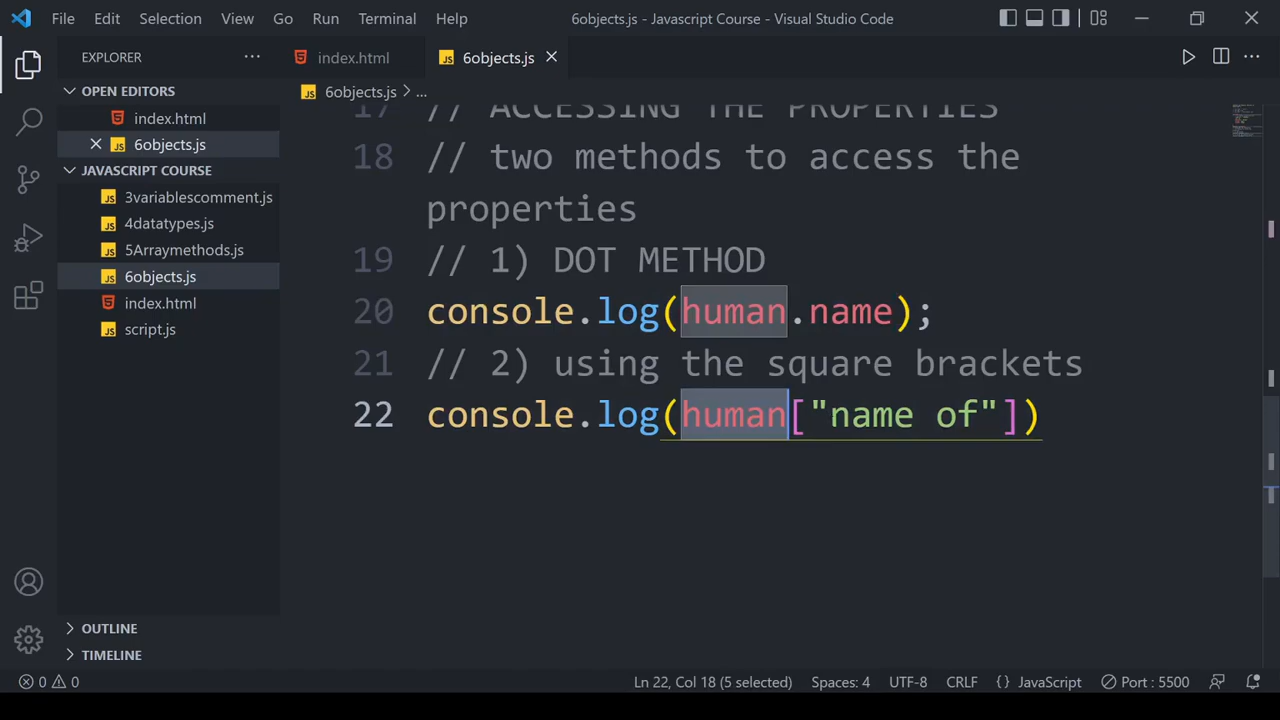 File Edit Selection View Go Run Terminal Help 6objects.js - Javascript Course - Visual Studio Code
EXPLORER
OPEN EDITORS
index.html
6objects.js
JAVASCRIPT COURSE
3variablescomment.js
4datatypes.js
5Arraymethods.js
6objects.js
index.html
script.js
OUTLINE
TIMELINE
index.html 6objects.js
6objects.js > ...
17 // ACCESSING THE PROPERTIES
18 // two methods to access the
properties
19 // 1) DOT METHOD
20 console.log(human.name);
21 // 2) using the square brackets
22 console.log(human["name of"])
0 0 Ln 22, Col 18 (5 selected) Spaces: 4 UTF-8 CRLF {} JavaScript Port : 5500